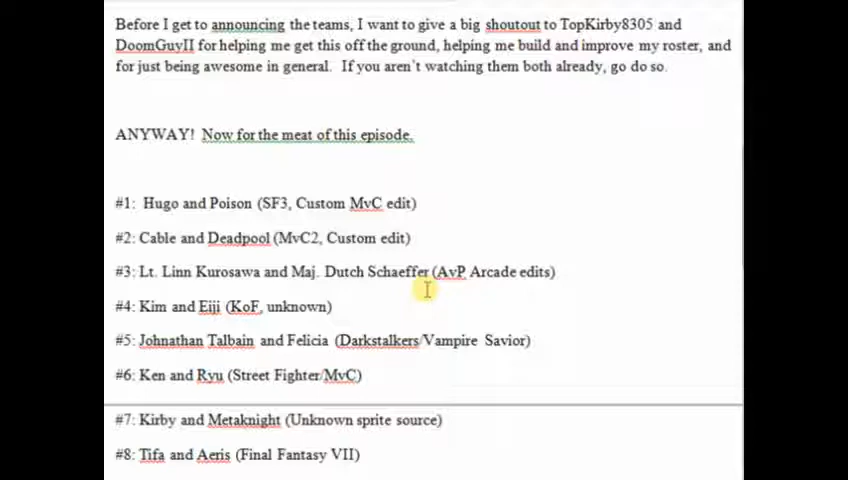 Before I get to announcing the teams, I want to give a big shoutout to TopKirby8305 and
DoomGuyII for helping me get this off the ground, helping me build and improve my roster, and
for just being awesome in general.  If you aren't watching them both already, go do so.
ANYWAY!  Now for the meat of this episode.
#1:  Hugo and Poison (SF3, Custom MvC edit)
#2: Cable and Deadpool (MvC2, Custom edit)
#3: Lt. Linn Kurosawa and Maj. Dutch Schaeffer (AvP Arcade edits)
#4: Kim and Eiji (KoF, unknown)
#5: Johnathan Talbain and Felicia (Darkstalkers/Vampire Savior)
#6: Ken and Ryu (Street Fighter/MvC)
#7: Kirby and Metaknight (Unknown sprite source)
#8: Tifa and Aeris (Final Fantasy VII)